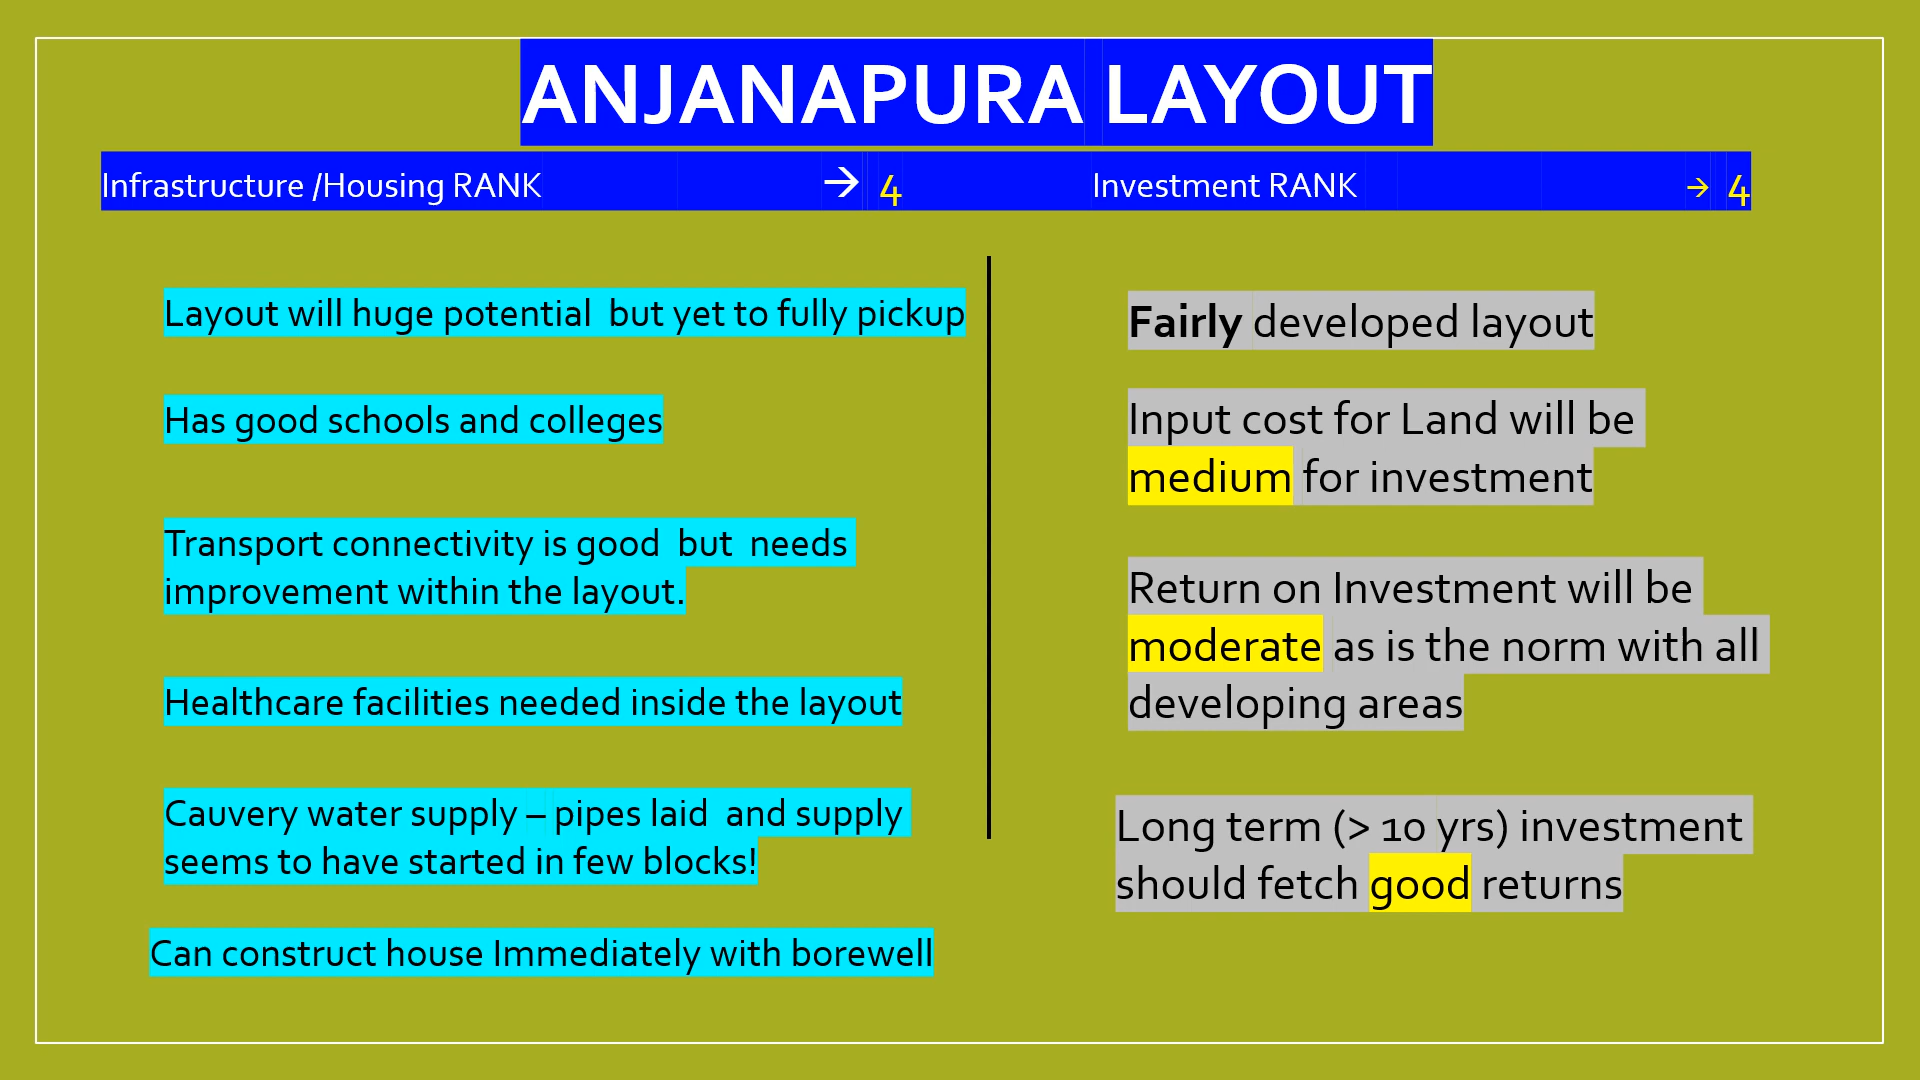 ANJANAPURA LAYOUT
Infrastructure /Housing RANK → 4 Investment RANK → 4
Layout will huge potential  but yet to fully pickup
Has good schools and colleges
Transport connectivity is good  but  needs
improvement within the layout.
Healthcare facilities needed inside the layout
Cauvery water supply – pipes laid  and supply
seems to have started in few blocks!
Can construct house Immediately with borewell
Fairly developed layout
Input cost for Land will be
medium for investment
Return on Investment will be
moderate as is the norm with all
developing areas
Long term (> 10 yrs) investment
should fetch good returns